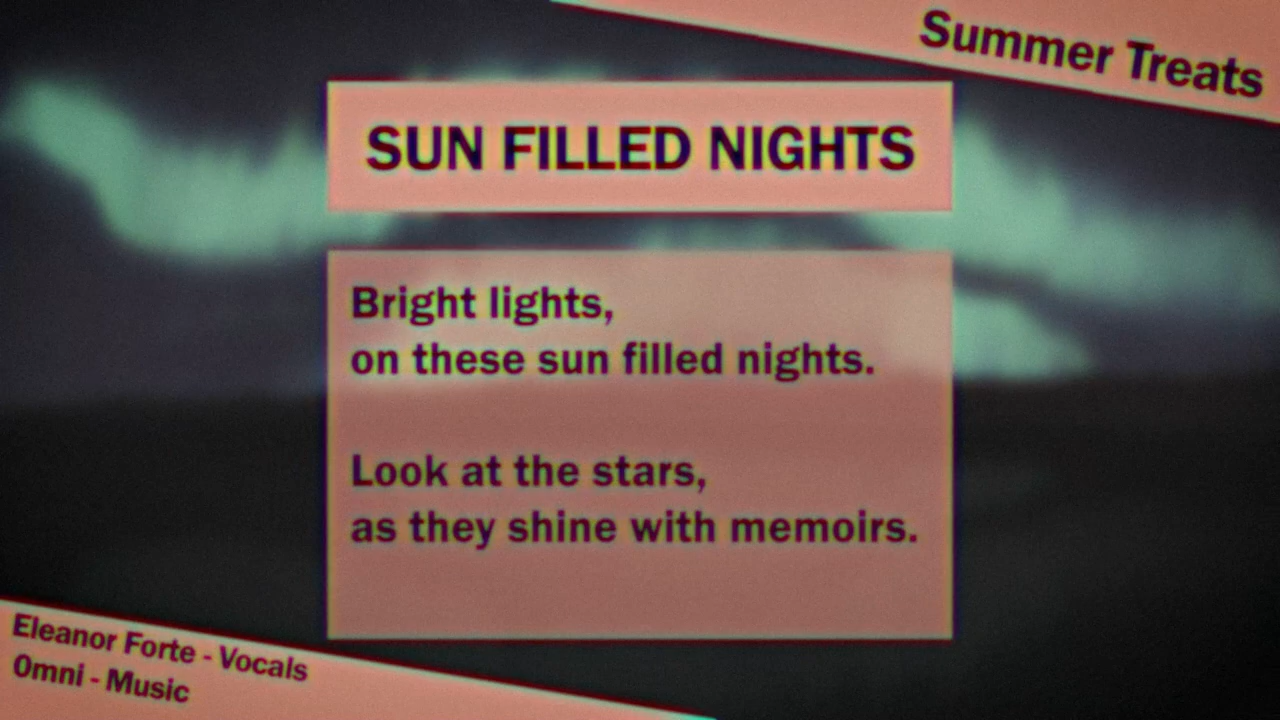 Summer Treats
SUN FILLED NIGHTS
Bright lights,
on these sun filled nights.
Look at the stars,
as they shine with memoirs.
Eleanor Forte - Vocals
0mni - Music